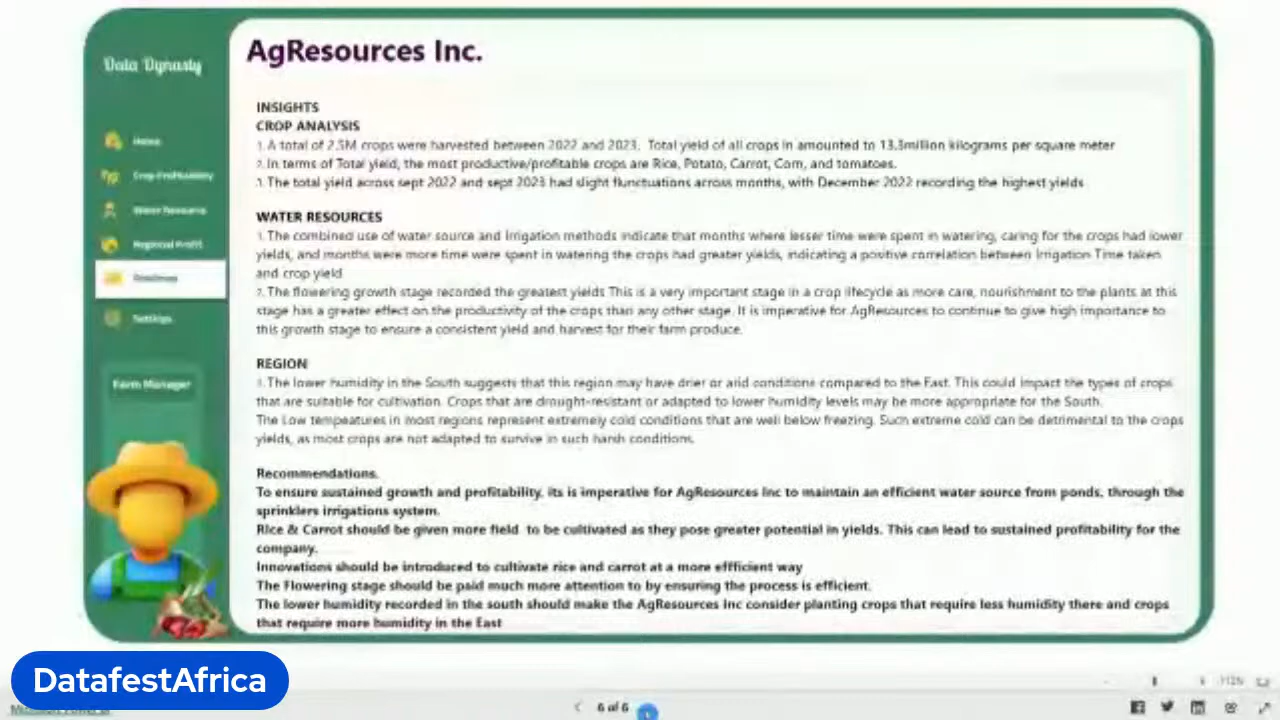 Data Dynasty
Home
Crop Profitability
Water Resource
Regional Profit
Settings
Farm Manager
AgResources Inc.
INSIGHTS
CROP ANALYSIS
1. A total of 2.5M crops were harvested between 2022 and 2023. Total yield of all crops in amounted to 13.3million kilograms per square meter
2. In terms of Total yield, the most productive/profitable crops are Rice, Potato, Carrot, Corn, and tomatoes.
3. The total yield across sept 2022 and sept 2023 had slight flunctuations across months, with December 2022 recording the highest yields
WATER RESOURCES
1. The combined use of water source and Irrigation methods indicate that months where lesser time were spent in watering, caring for the crops had lower
yields, and months were more time were spent in watering the crops had greater yields, indicating a positive correlation between Irrigation Time taken
and crop yield
2. The flowering growth stage recorded the greatest yields This is a very important stage in a crop lifecycle as more care, nourishment to the plants at this
stage has a greater effect on the productivity of the crops than any other stage. It is imperative for AgResources to continue to give high importance to
this growth stage to ensure a consistent yield and harvest for their farm produce.
REGION
1. The lower humidity in the South suggests that this region may have drier or arid conditions compared to the East. This could impact the types of crops
that are suitable for cultivation. Crops that are drought-resistant or adapted to lower humidity levels may be more appropriate for the South.
The Low tempeatures in most regions represent extremely cold conditions that are well below freezing. Such extreme cold can be detrimental to the crops
yields, as most crops are not adapted to survive in such harsh conditions.
Recommendations.
To ensure sustained growth and profitability, its is imperative for AgResources Inc to maintain an efficient water source from ponds, through the
sprinklers irrigations system.
Rice & Carrot should be given more field to be cultivated as they pose greater potential in yields. This can lead to sustained profitability for the
company.
Innovations should be introduced to cultivate rice and carrot at a more effficient way
The Flowering stage should be paid much more attention to by ensuring the process is efficient.
The lower humidity recorded in the south should make the AgResources Inc consider planting crops that require less humidity there and crops
that require more humidity in the East
DatafestAfrica
6 of 6
112%